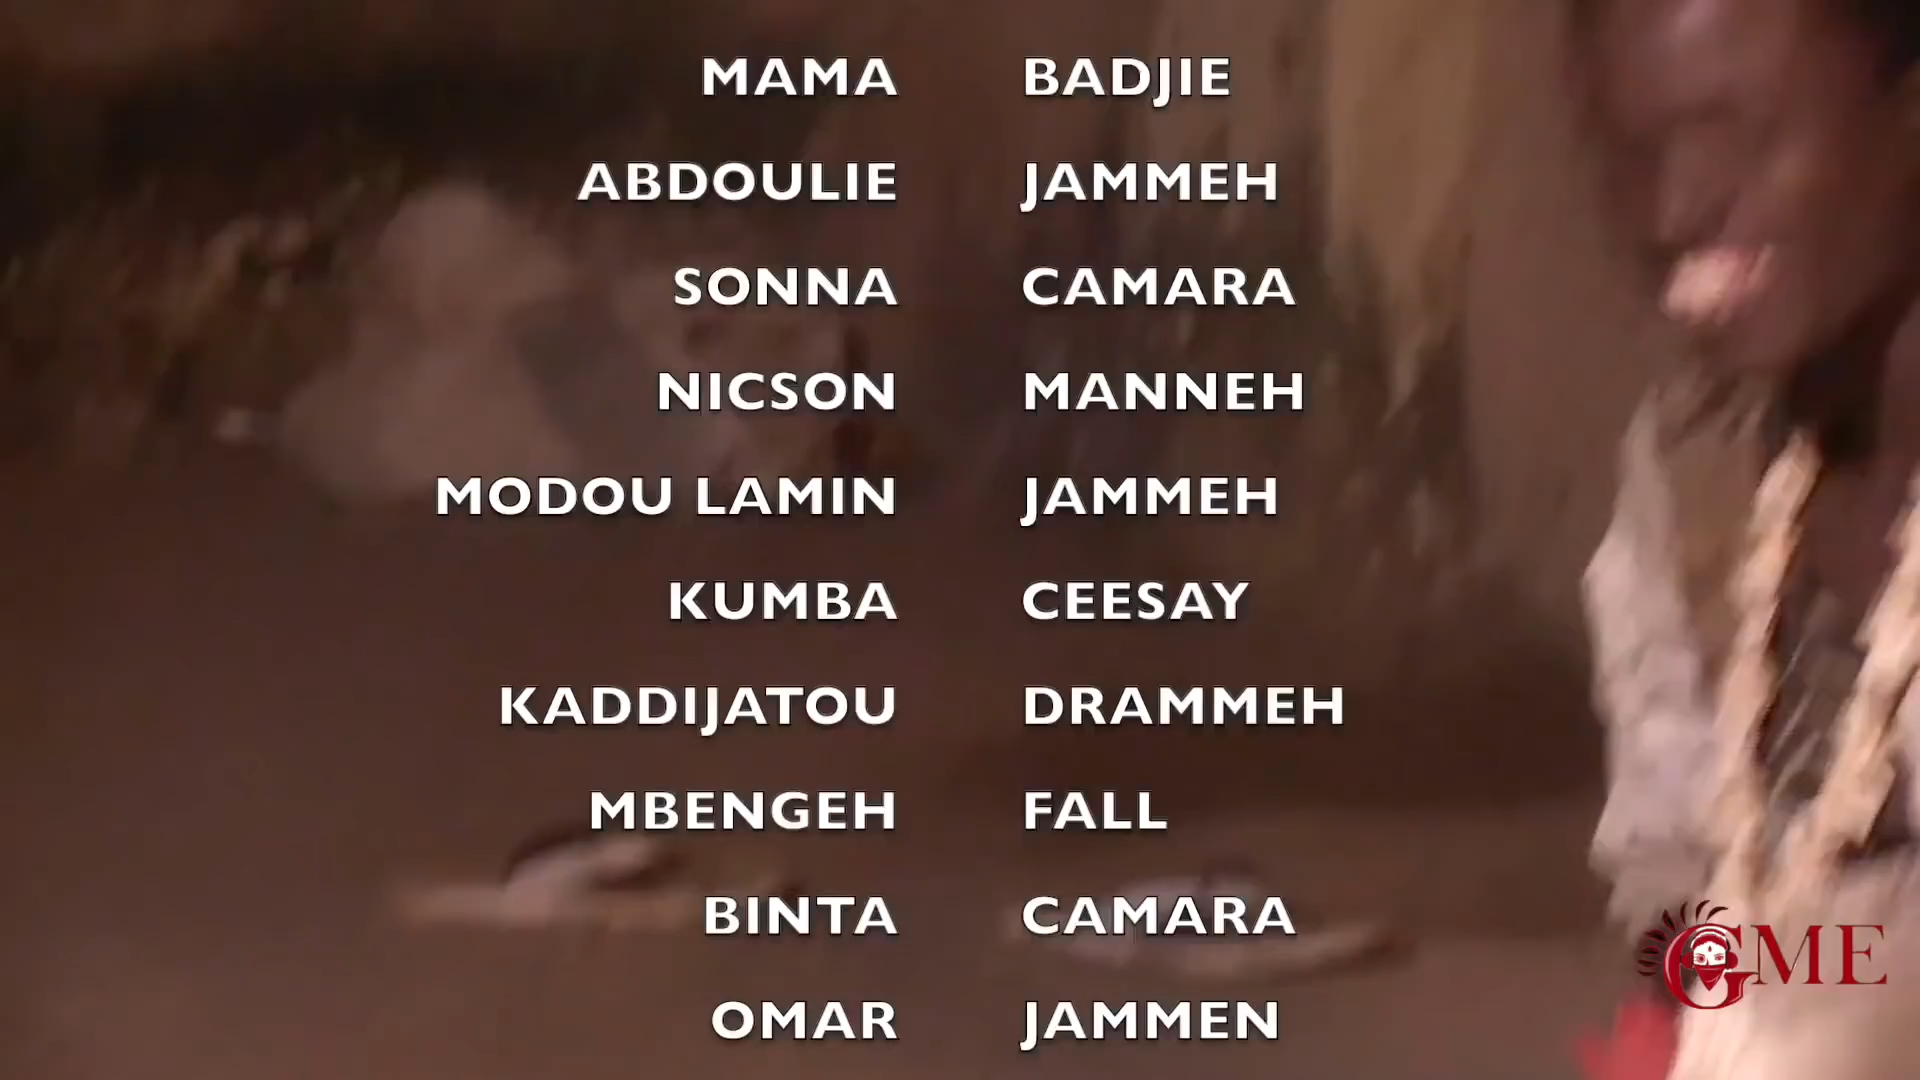 MAMA BADJIE
ABDOULIE JAMMEH
SONNA CAMARA
NICSON MANNEH
MODOU LAMIN JAMMEH
KUMBA CEESAY
KADDIJATOU DRAMMEH
MBENGEH FALL
BINTA CAMARA
OMAR JAMMEN
GME